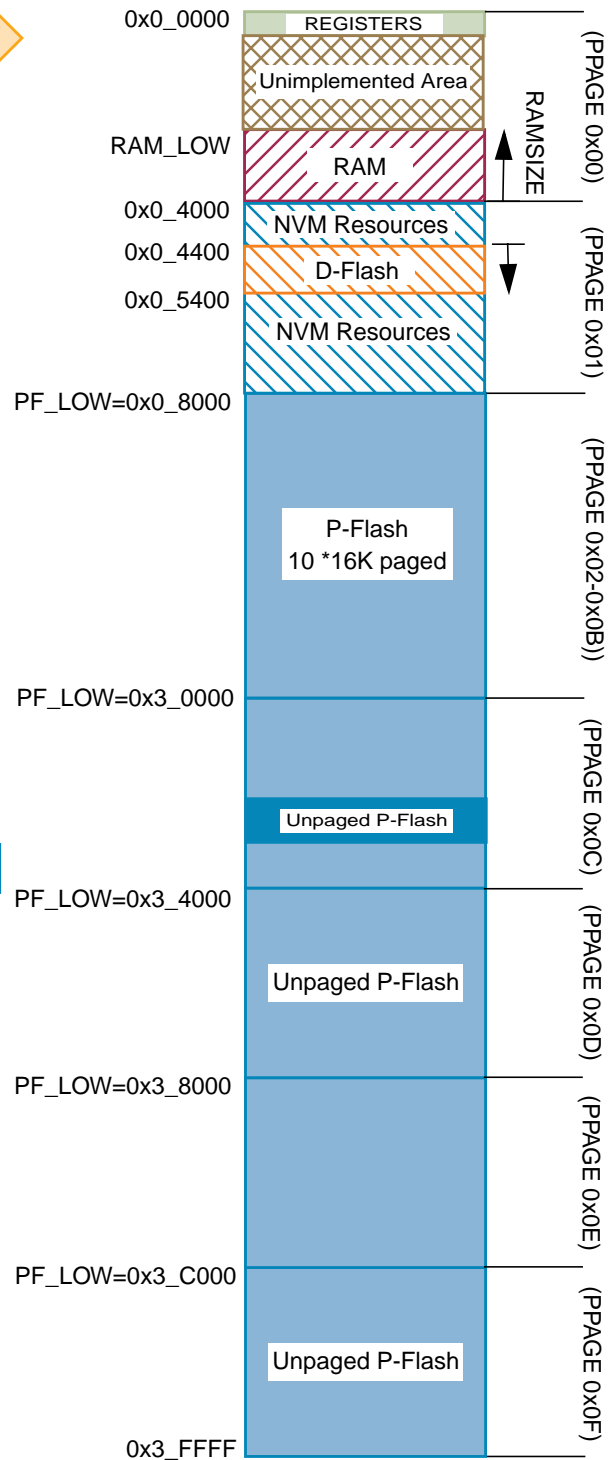 0x0_0000
REGISTERS
(PPAGE 0x00)
Unimplemented Area
RAMSIZE
RAM_LOW
RAM
0x0_4000
NVM Resources
0x0_4400
D-Flash
(PPAGE 0x01)
0x0_5400
NVM Resources
PF_LOW=0x0_8000
P-Flash
10 *16K paged
(PPAGE 0x02-0x0B))
PF_LOW=0x3_0000
(PPAGE 0x0C)
Unpaged P-Flash
PF_LOW=0x3_4000
(PPAGE 0x0D)
Unpaged P-Flash
PF_LOW=0x3_8000
(PPAGE 0x0E)
PF_LOW=0x3_C000
(PPAGE 0x0F)
Unpaged P-Flash
0x3_FFFF